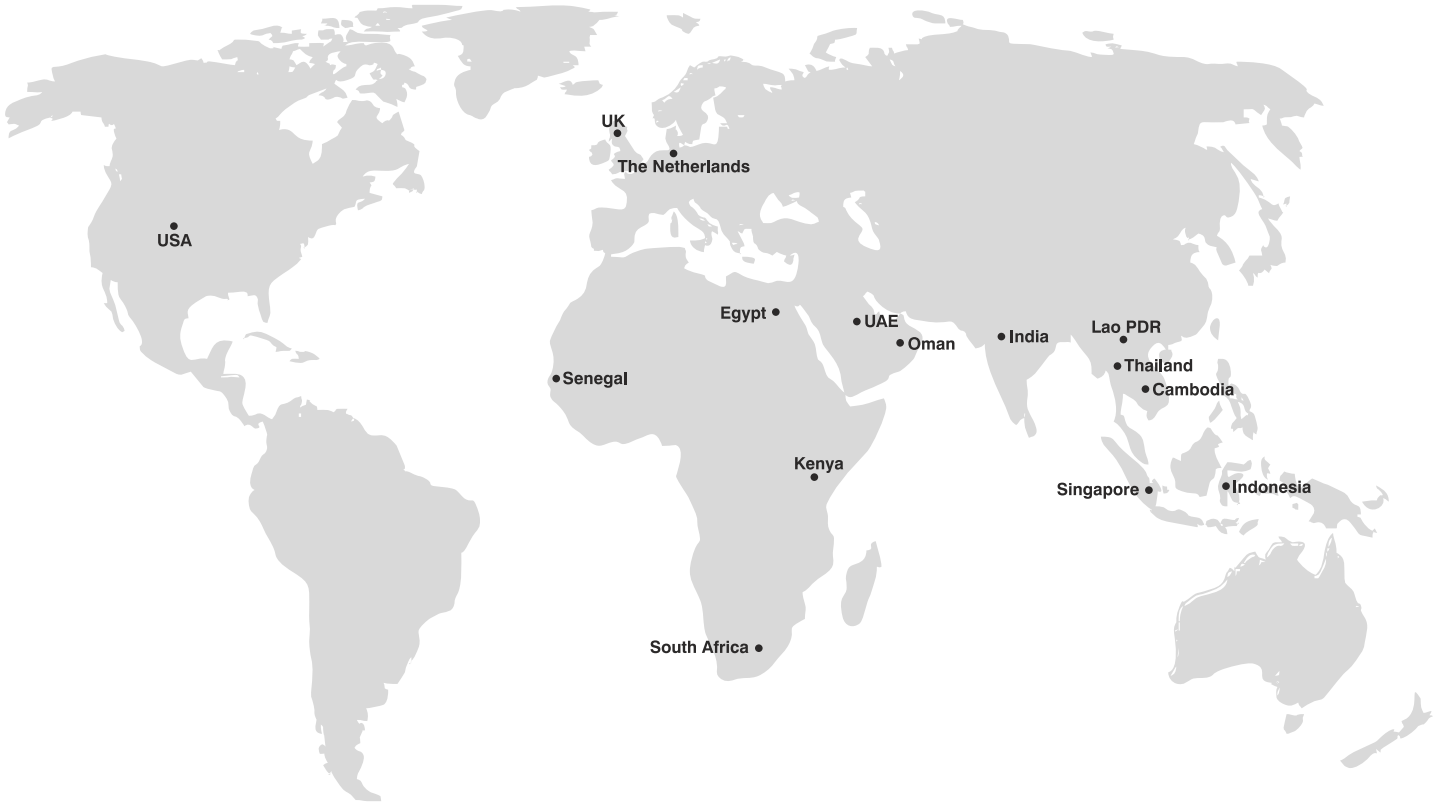 UK
The Netherlands
USA
Egypt
UAE
Oman
India
Lao PDR
Thailand
Cambodia
Senegal
Kenya
Singapore
Indonesia
South Africa